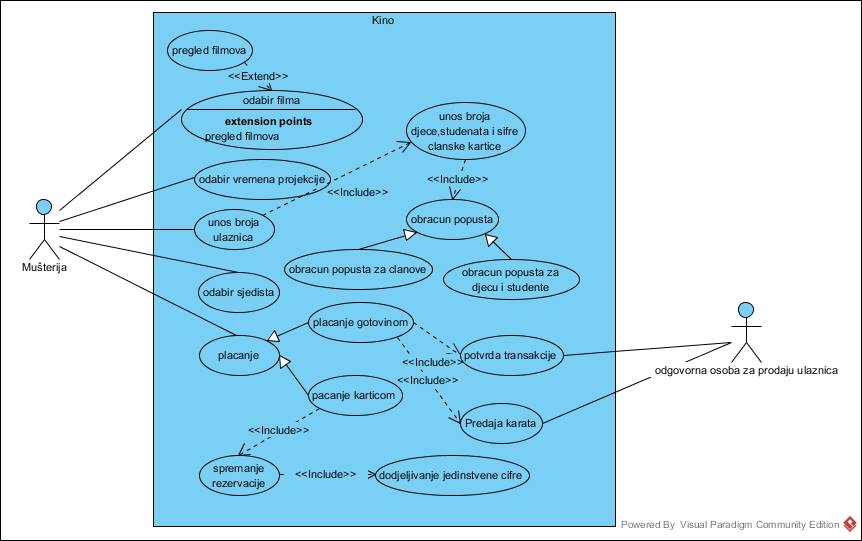 Kino
pregled filmova
<<Extend>>
odabir filma
extension points
pregled filmova
unos broja
djece,studenata i sifre
clanske kartice
odabir vremena projekcije
<<Include>>
<<Include>>
unos broja
ulaznica
obracun popusta
Mušterija
obracun popusta za clanove
obracun popusta za
djecu i studente
odabir sjedista
placanje gotovinom
placanje
<<Include>>
potvrda transakcije
<<Include>>
odgovorna osoba za prodaju ulaznica
pacanje karticom
Predaja karata
<<Include>>
spremanje
rezervacije
<<Include>>
dodjeljivanje jedinstvene cifre
Powered By Visual Paradigm Community Edition